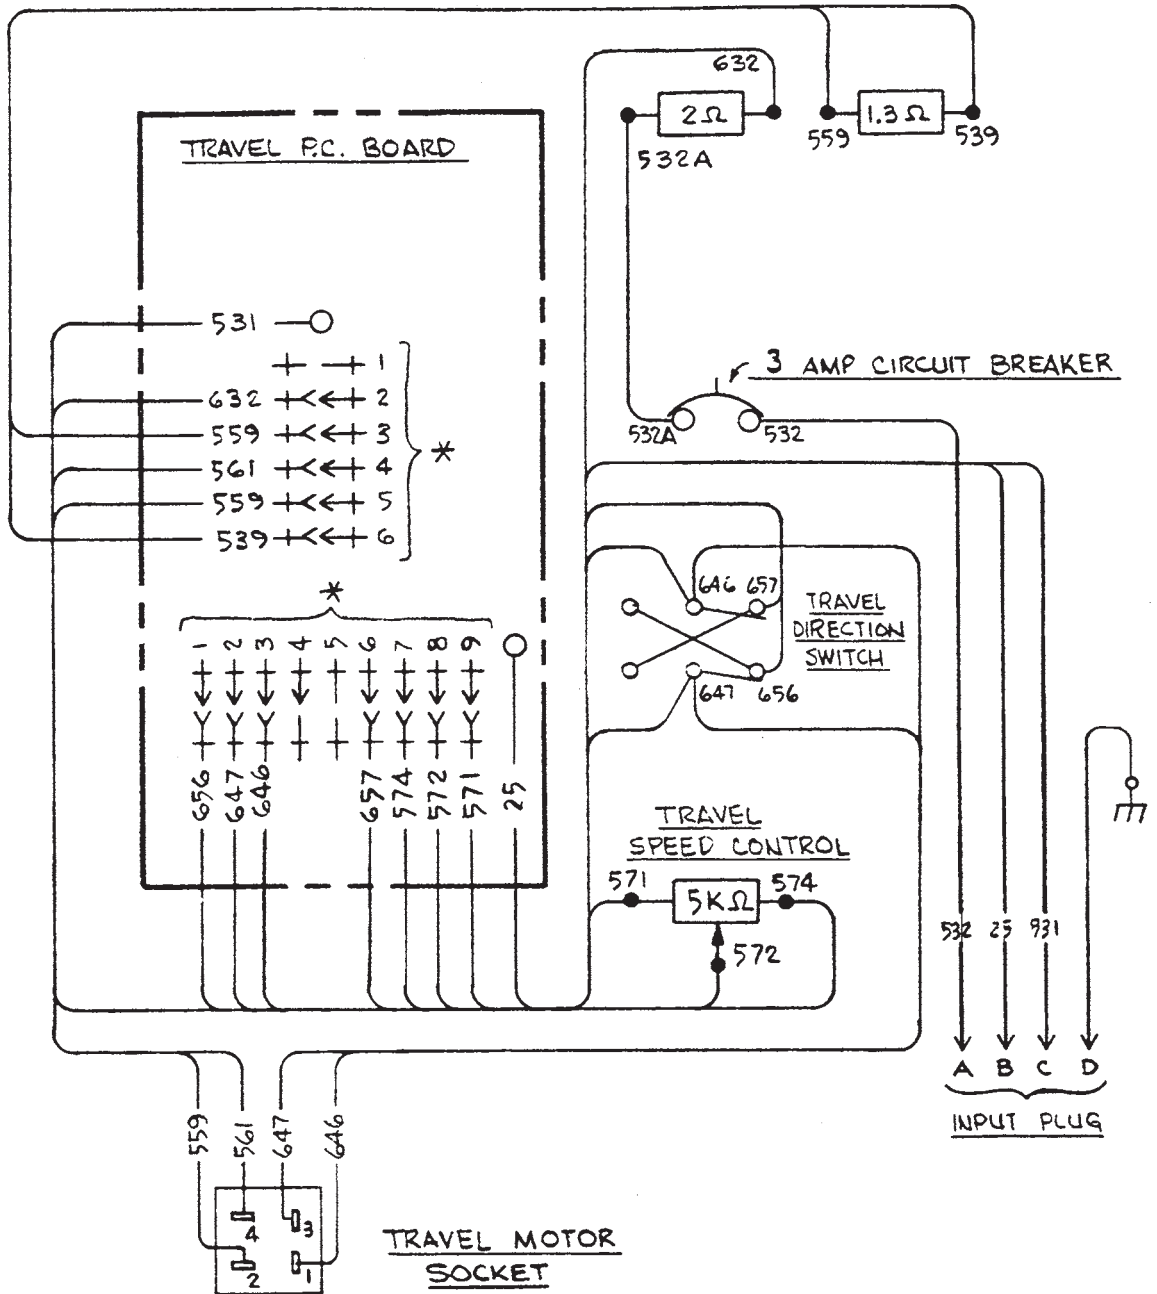 632
2Ω
1.3Ω
532A
559
539
TRAVEL P.C. BOARD
531
1
632
2
559
3
561
4
559
5
539
6
*
3 AMP CIRCUIT BREAKER
532A
532
*
1 2 3 4 5 6 7 8 9
656 647 646 657 574 572 571 25
646 657
647 656
TRAVEL
DIRECTION
SWITCH
TRAVEL
SPEED CONTROL
571
5KΩ
574
572
532 25 931
A B C D
INPUT PLUG
559 561 647 646
4 3
2 1
TRAVEL MOTOR
SOCKET